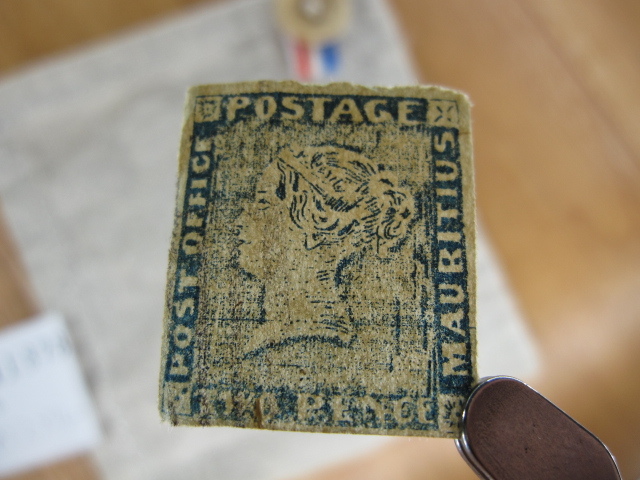 POSTAGE
POST OFFICE
MAURITIUS
TWO PENCE